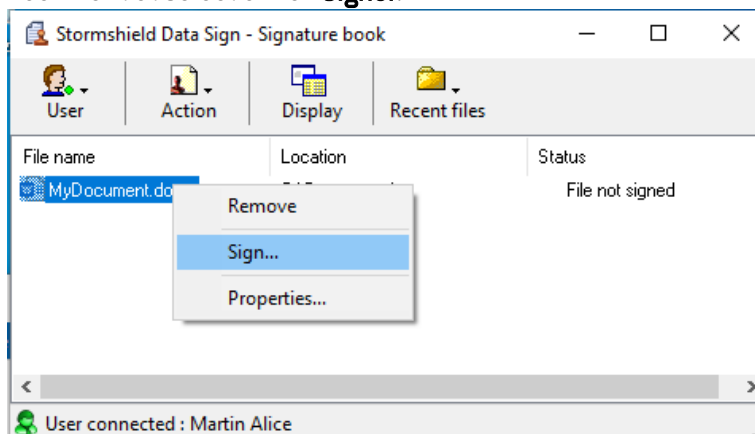 Stormshield Data Sign - Signature book
User
Action
Display
Recent files
File name Location Status
MyDocument.do File not signed
Remove
Sign...
Properties...
User connected : Martin Alice